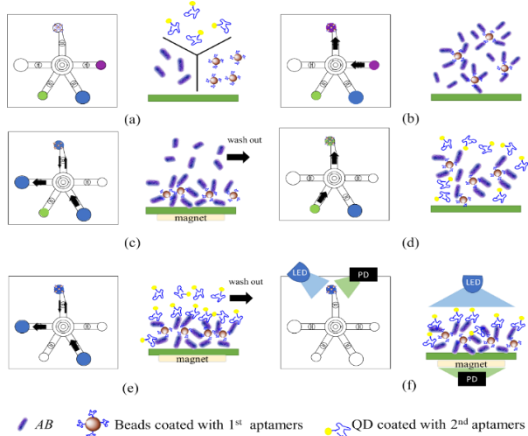 (a)
(b)
wash out
magnet
(c)
(d)
wash out
magnet
(e)
LED
PD
LED
magnet
PD
(f)
AB
Beads coated with 1st aptamers
QD coated with 2nd aptamers